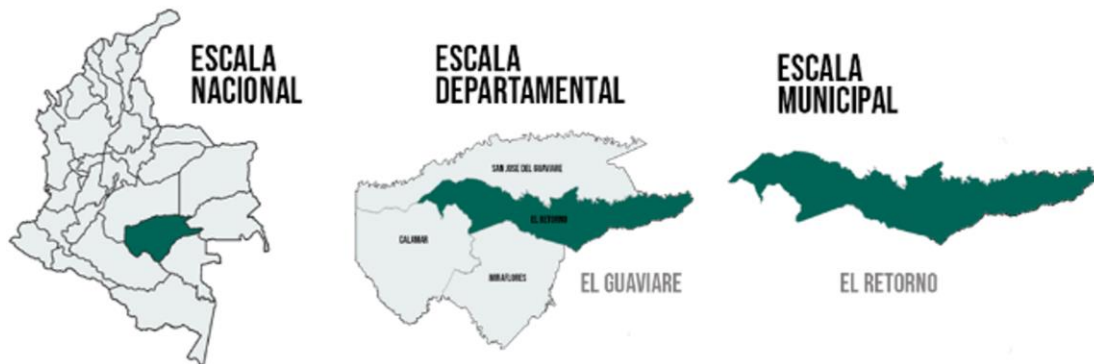 ESCALA
NACIONAL
ESCALA
DEPARTAMENTAL
SAN JOSE DEL GUAVIARE
EL RETORNO
CALAMAR
MIRAFLORES
EL GUAVIARE
ESCALA
MUNICIPAL
EL RETORNO